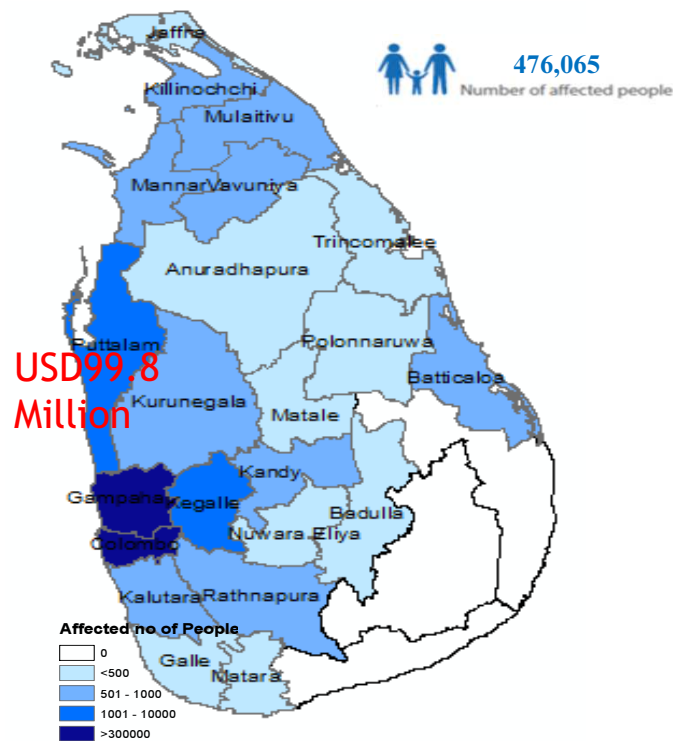 Jaffna
476,065
Number of affected people
Killinochchi
Mulaitivu
Mannar
Vavuniya
Trincomalee
Anuradhapura
Polonnaruwa
Puttalam
Batticaloa
USD99.8
Million
Kurunegala
Matale
Kandy
Gampaha
Kegalle
Badulla
Nuwara Eliya
Colombo
Kalutara
Rathnapura
Affected no of People
Galle
Matara
0
<500
501 - 1000
1001 - 10000
>300000